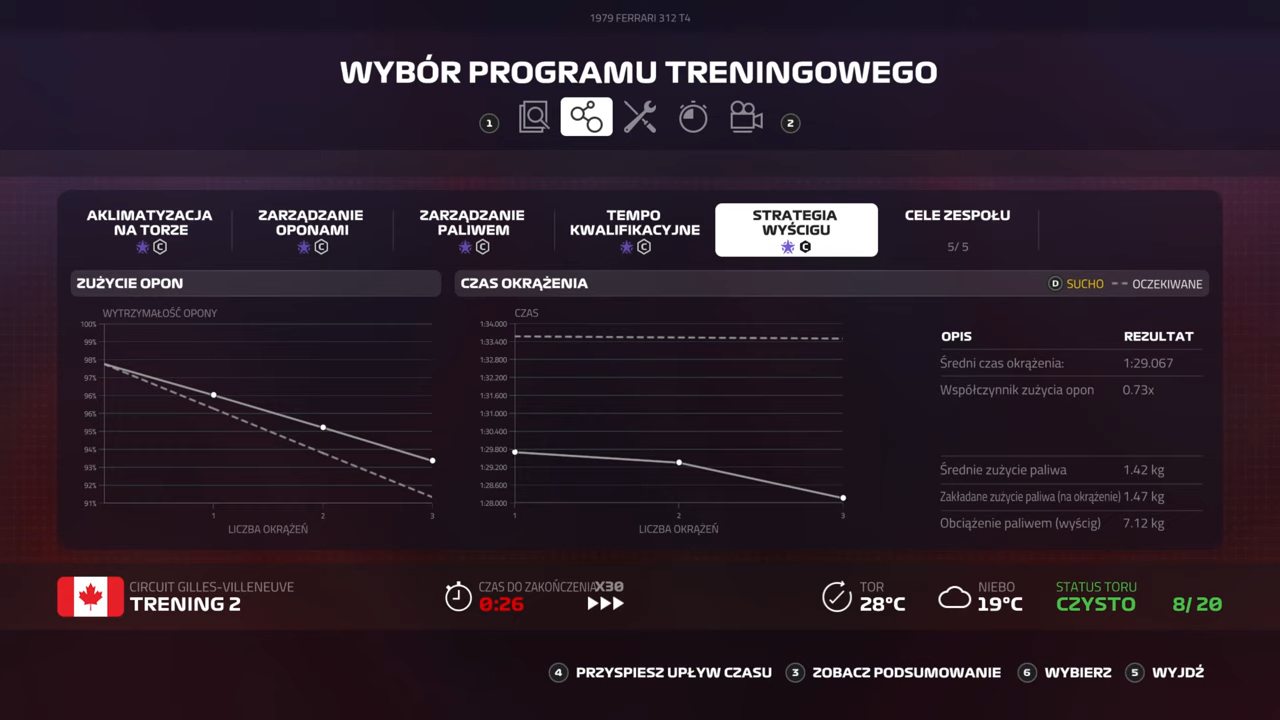 1979 FERRARI 312 T4
WYBÓR PROGRAMU TRENINGOWEGO
1
2
AKLIMATYZACJA
NA TORZE
C
ZARZĄDZANIE
OPONAMI
C
ZARZĄDZANIE
PALIWEM
C
TEMPO
KWALIFIKACYJNE
C
STRATEGIA
WYŚCIGU
C
CELE ZESPOŁU
5/ 5
ZUŻYCIE OPON
WYTRZYMAŁOŚĆ OPONY
100%
99%
98%
97%
96%
95%
94%
93%
92%
91%
1
2
3
LICZBA OKRĄŻEŃ
CZAS OKRĄŻENIA
D SUCHO -- OCZEKIWANE
CZAS
1:34.000
1:33.400
1:32.800
1:32.200
1:31.600
1:31.000
1:30.400
1:29.800
1:29.200
1:28.600
1:28.000
1
2
3
LICZBA OKRĄŻEŃ
OPIS REZULTAT
Średni czas okrążenia: 1:29.067
Współczynnik zużycia opon 0.73x
Średnie zużycie paliwa 1.42 kg
Zakładane zużycie paliwa (na okrążenie) 1.47 kg
Obciążenie paliwem (wyścig) 7.12 kg
CIRCUIT GILLES-VILLENEUVE
TRENING 2
CZAS DO ZAKOŃCZENIA X30
0:26
TOR
28°C
NIEBO
19°C
STATUS TORU
CZYSTO 8/ 20
4 PRZYSPIESZ UPŁYW CZASU 3 ZOBACZ PODSUMOWANIE 6 WYBIERZ 5 WYJDŹ